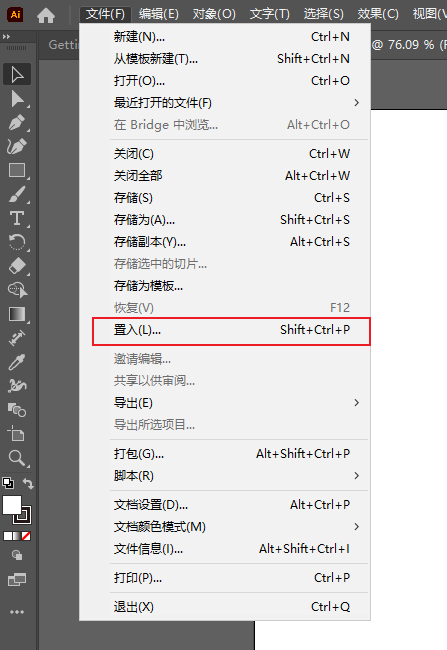 Ai 文件(F) 编辑(E) 对象(O) 文字(T) 选择(S) 效果(C) 视图(V
Getti @ 76.09 % (F
新建(N)... Ctrl+N
从模板新建(T)... Shift+Ctrl+N
打开(O)... Ctrl+O
最近打开的文件(F)
在 Bridge 中浏览... Alt+Ctrl+O
关闭(C) Ctrl+W
关闭全部 Alt+Ctrl+W
存储(S) Ctrl+S
存储为(A)... Shift+Ctrl+S
存储副本(Y)... Alt+Ctrl+S
存储选中的切片...
存储为模板...
恢复(V) F12
置入(L)... Shift+Ctrl+P
邀请编辑...
共享以供审阅...
导出(E)
导出所选项目...
打包(G)... Alt+Shift+Ctrl+P
脚本(R)
文档设置(D)... Alt+Ctrl+P
文档颜色模式(M)
文件信息(I)... Alt+Shift+Ctrl+I
打印(P)... Ctrl+P
退出(X) Ctrl+Q